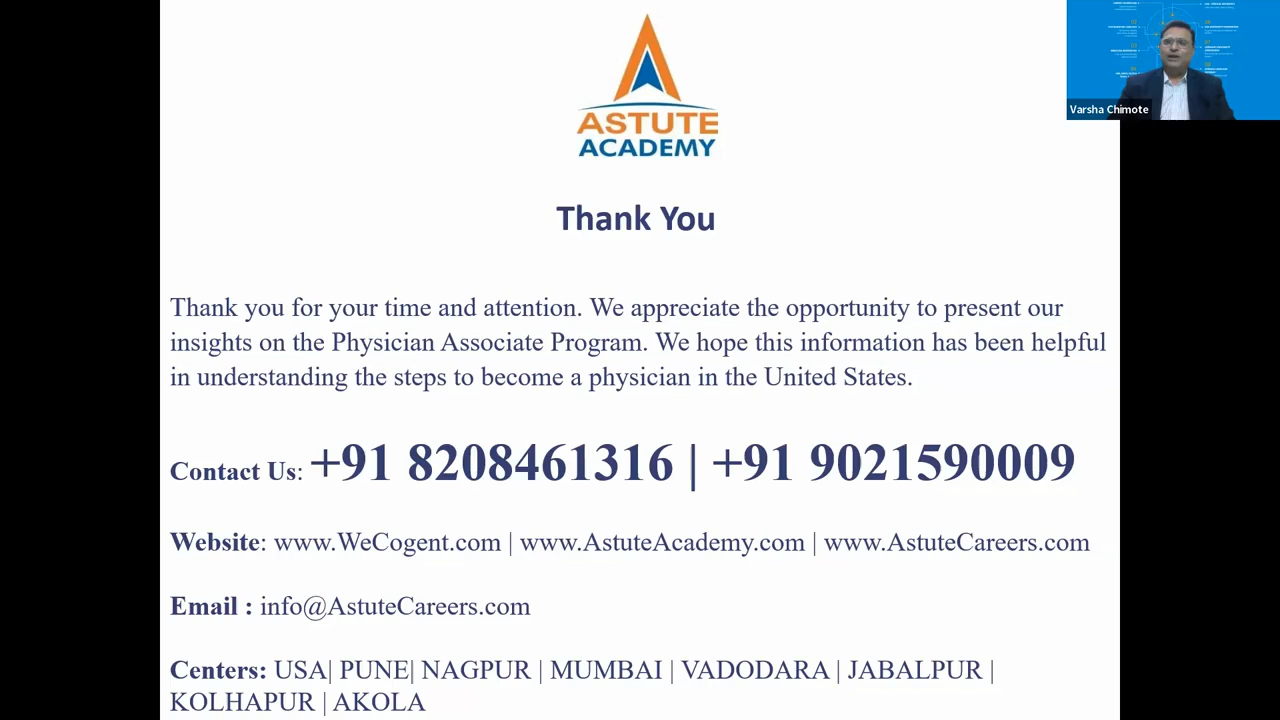 ASTUTE
ACADEMY
Varsha Chimote
Thank You
Thank you for your time and attention. We appreciate the opportunity to present our
insights on the Physician Associate Program. We hope this information has been helpful
in understanding the steps to become a physician in the United States.
Contact Us: +91 8208461316 | +91 9021590009
Website: www.WeCogent.com | www.AstuteAcademy.com | www.AstuteCareers.com
Email : info@AstuteCareers.com
Centers: USA| PUNE| NAGPUR | MUMBAI | VADODARA | JABALPUR |
KOLHAPUR | AKOLA